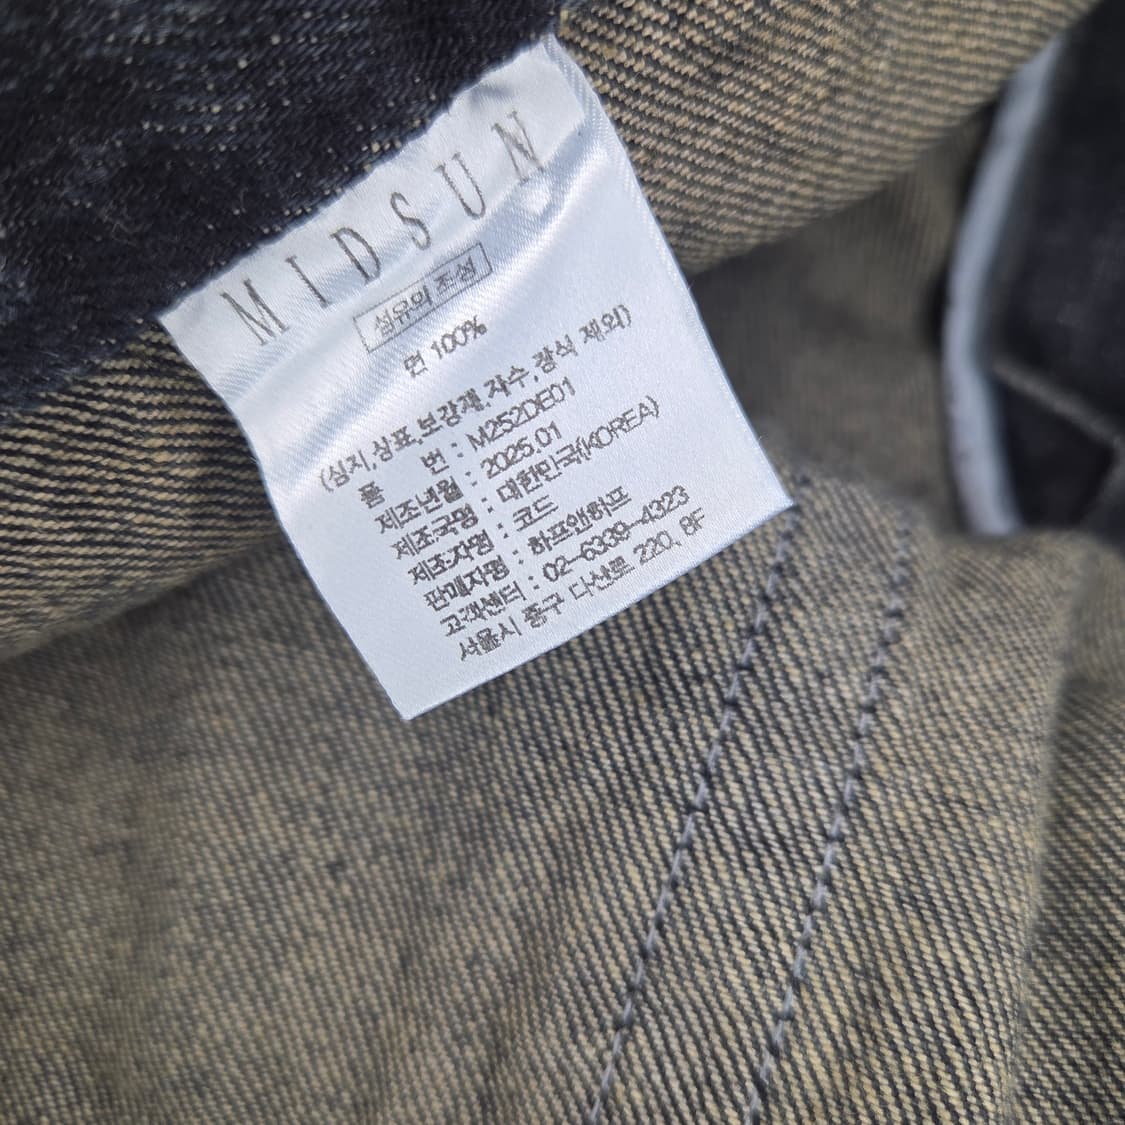 MIDSUN
섬유의 조성
면 100%
(심지,상표,보강재,자수,장식 제외)
품 번 : M252DE01
제조년월 : 2025.01
제조국명 : 대한민국(KOREA)
제조자명 : 코드
판매자명 : 하프앤하프
고객센터 : 02-6339-4323
서울시 중구 다산로 220, 8F